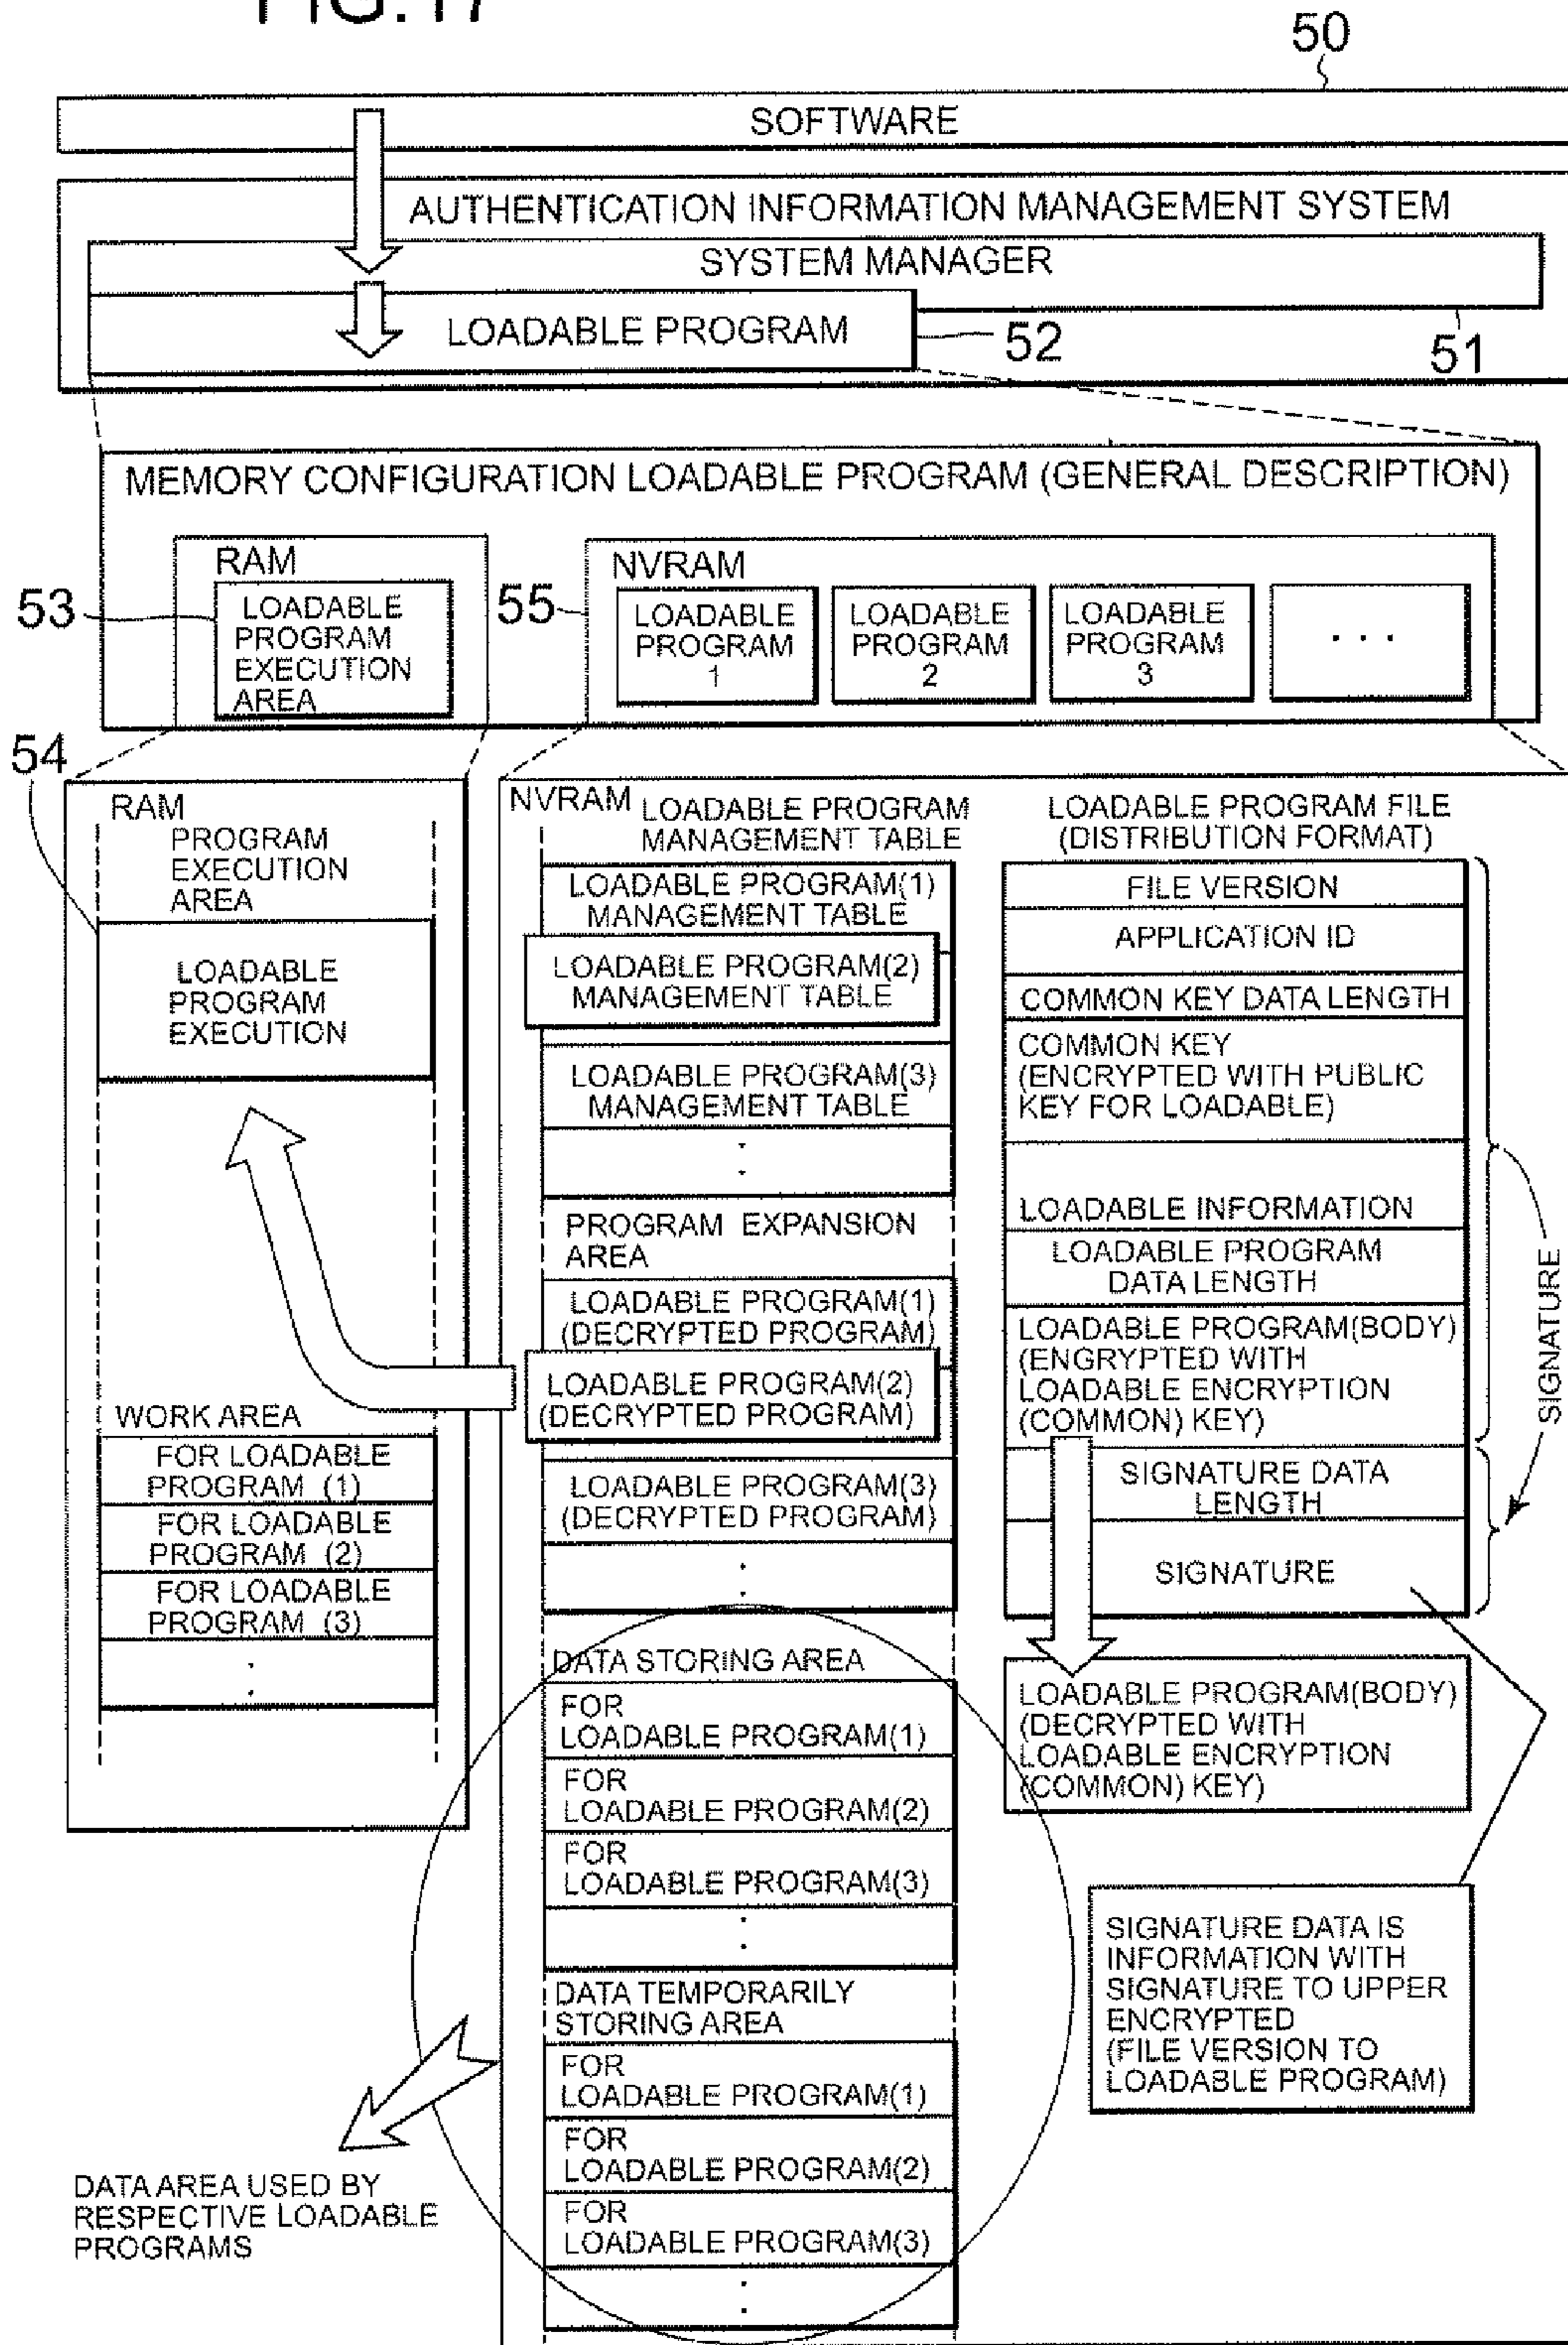 FIG. 17
50
SOFTWARE
AUTHENTICATION INFORMATION MANAGEMENT SYSTEM
SYSTEM MANAGER
LOADABLE PROGRAM
52
51
MEMORY CONFIGURATION LOADABLE PROGRAM (GENERAL DESCRIPTION)
RAM
53
LOADABLE
PROGRAM
EXECUTION
AREA
55
NVRAM
LOADABLE
PROGRAM
1
LOADABLE
PROGRAM
2
LOADABLE
PROGRAM
3
. . .
54
RAM
PROGRAM
EXECUTION
AREA
LOADABLE
PROGRAM
EXECUTION
WORK AREA
FOR LOADABLE
PROGRAM (1)
FOR LOADABLE
PROGRAM (2)
FOR LOADABLE
PROGRAM (3)
:
NVRAM
LOADABLE PROGRAM
MANAGEMENT TABLE
LOADABLE PROGRAM(1)
MANAGEMENT TABLE
LOADABLE PROGRAM(2)
MANAGEMENT TABLE
LOADABLE PROGRAM(3)
MANAGEMENT TABLE
:
PROGRAM EXPANSION
AREA
LOADABLE PROGRAM(1)
(DECRYPTED PROGRAM)
LOADABLE PROGRAM(2)
(DECRYPTED PROGRAM)
LOADABLE PROGRAM(3)
(DECRYPTED PROGRAM)
:
DATA STORING AREA
FOR
LOADABLE PROGRAM(1)
FOR
LOADABLE PROGRAM(2)
FOR
LOADABLE PROGRAM(3)
:
DATA TEMPORARILY
STORING AREA
FOR
LOADABLE PROGRAM(1)
FOR
LOADABLE PROGRAM(2)
FOR
LOADABLE PROGRAM(3)
:
LOADABLE PROGRAM FILE
(DISTRIBUTION FORMAT)
FILE VERSION
APPLICATION ID
COMMON KEY DATA LENGTH
COMMON KEY
(ENCRYPTED WITH PUBLIC
KEY FOR LOADABLE)
LOADABLE INFORMATION
LOADABLE PROGRAM
DATA LENGTH
LOADABLE PROGRAM(BODY)
(ENGRYPTED WITH
LOADABLE ENCRYPTION
(COMMON) KEY)
SIGNATURE DATA
LENGTH
SIGNATURE
SIGNATURE
LOADABLE PROGRAM(BODY)
(DECRYPTED WITH
LOADABLE ENCRYPTION
(COMMON) KEY)
SIGNATURE DATA IS
INFORMATION WITH
SIGNATURE TO UPPER
ENCRYPTED
(FILE VERSION TO
LOADABLE PROGRAM)
DATA AREA USED BY
RESPECTIVE LOADABLE
PROGRAMS